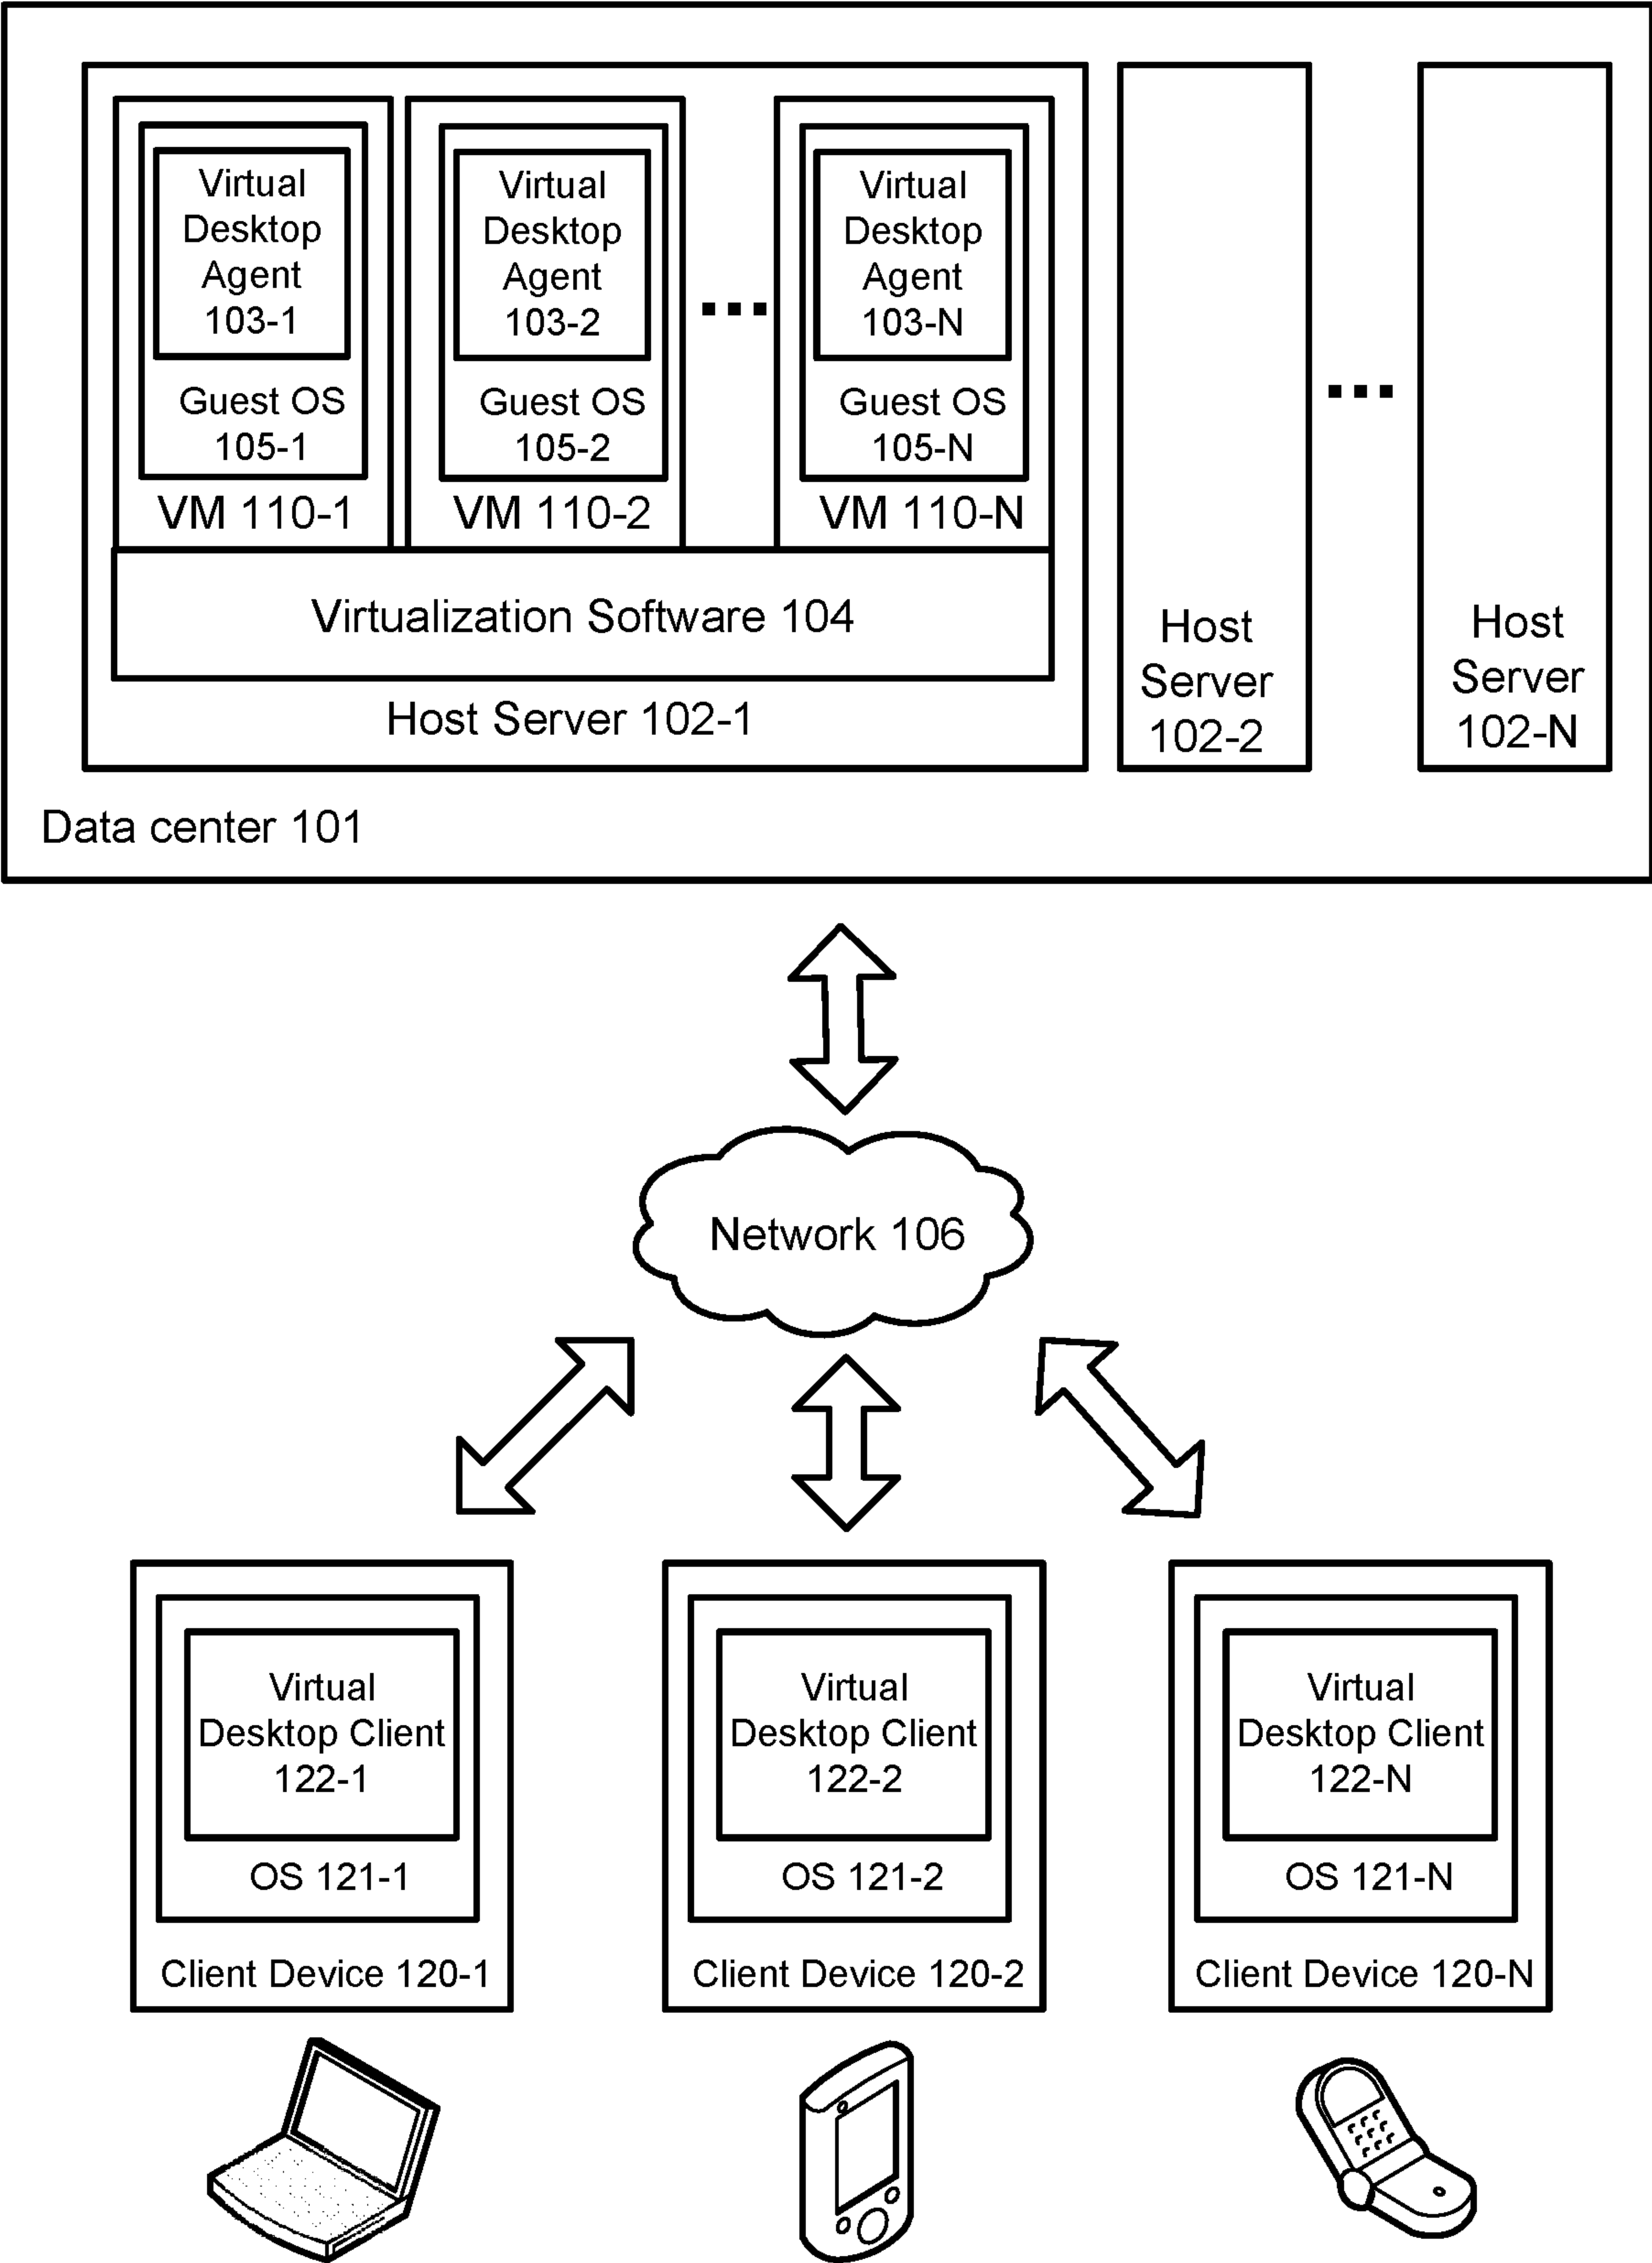 Virtual
Desktop
Agent
103-1
Guest OS
105-1
VM 110-1
Virtual
Desktop
Agent
103-2
Guest OS
105-2
VM 110-2
Virtual
Desktop
Agent
103-N
Guest OS
105-N
VM 110-N
Virtualization Software 104
Host Server 102-1
Host
Server
102-2
Host
Server
102-N
Data center 101
Network 106
Virtual
Desktop Client
122-1
OS 121-1
Client Device 120-1
Virtual
Desktop Client
122-2
OS 121-2
Client Device 120-2
Virtual
Desktop Client
122-N
OS 121-N
Client Device 120-N